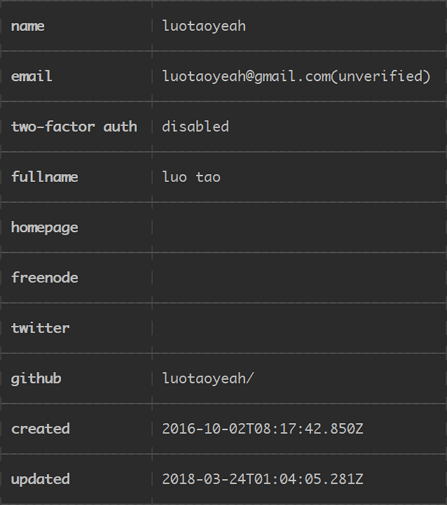 name luotaoyeah
email luotaoyeah@gmail.com(unverified)
two-factor auth disabled
fullname luo tao
homepage
freenode
twitter
github luotaoyeah/
created 2016-10-02T08:17:42.850Z
updated 2018-03-24T01:04:05.281Z